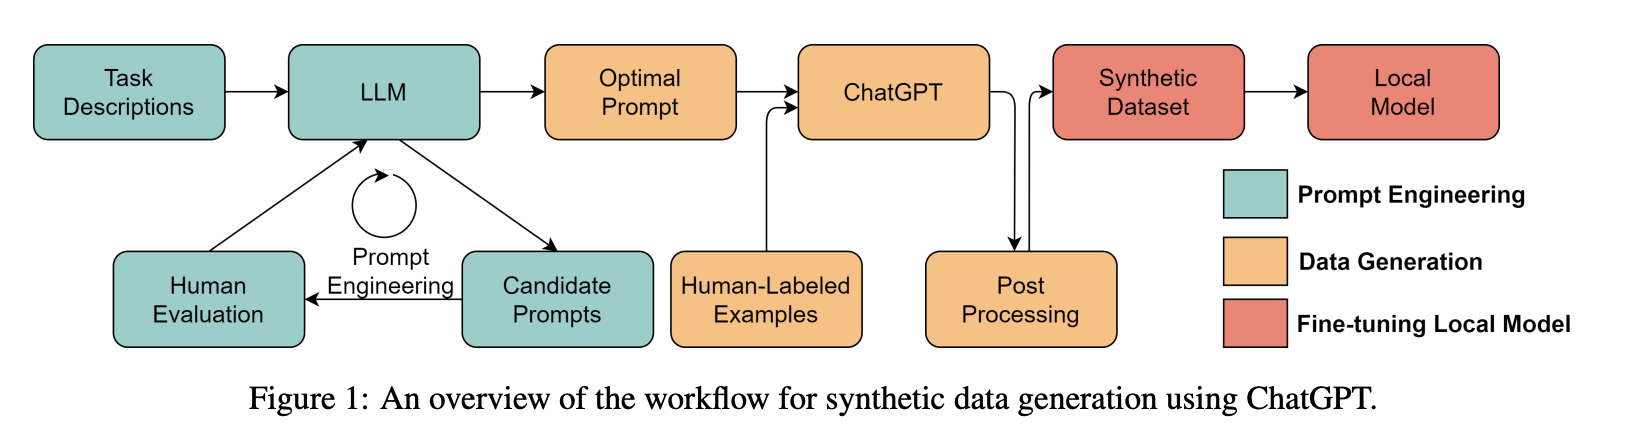 Task
Descriptions
LLM
Optimal
Prompt
ChatGPT
Synthetic
Dataset
Local
Model
Prompt
Engineering
Human
Evaluation
Candidate
Prompts
Human-Labeled
Examples
Post
Processing
Prompt Engineering
Data Generation
Fine-tuning Local Model
Figure 1: An overview of the workflow for synthetic data generation using ChatGPT.